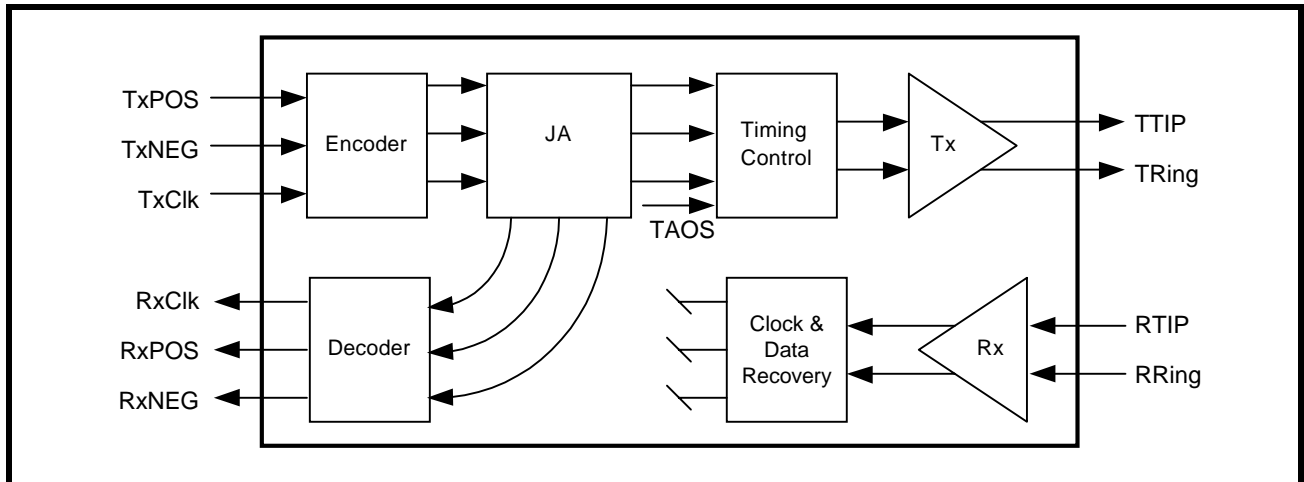 TxPOS
TxNEG
TxClk
Encoder
JA
TAOS
Timing
Control
Tx
TTIP
TRing
RxClk
RxPOS
RxNEG
Decoder
Clock &
Data
Recovery
Rx
RTIP
RRing